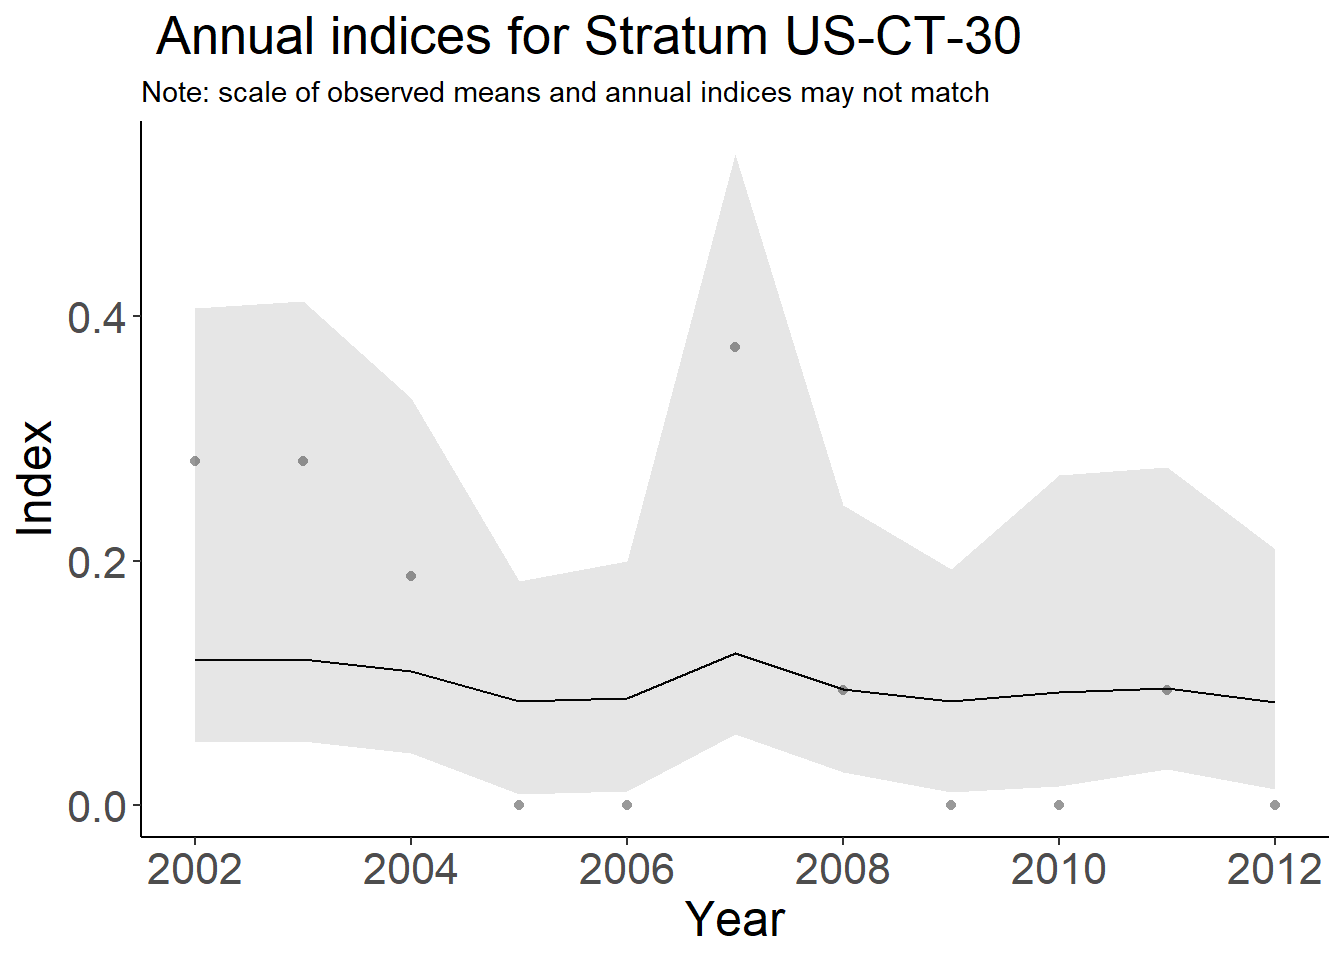 Annual indices for Stratum US-CT-30
Note: scale of observed means and annual indices may not match
Index
0.4
0.2
0.0
2002 2004 2006 2008 2010 2012
Year